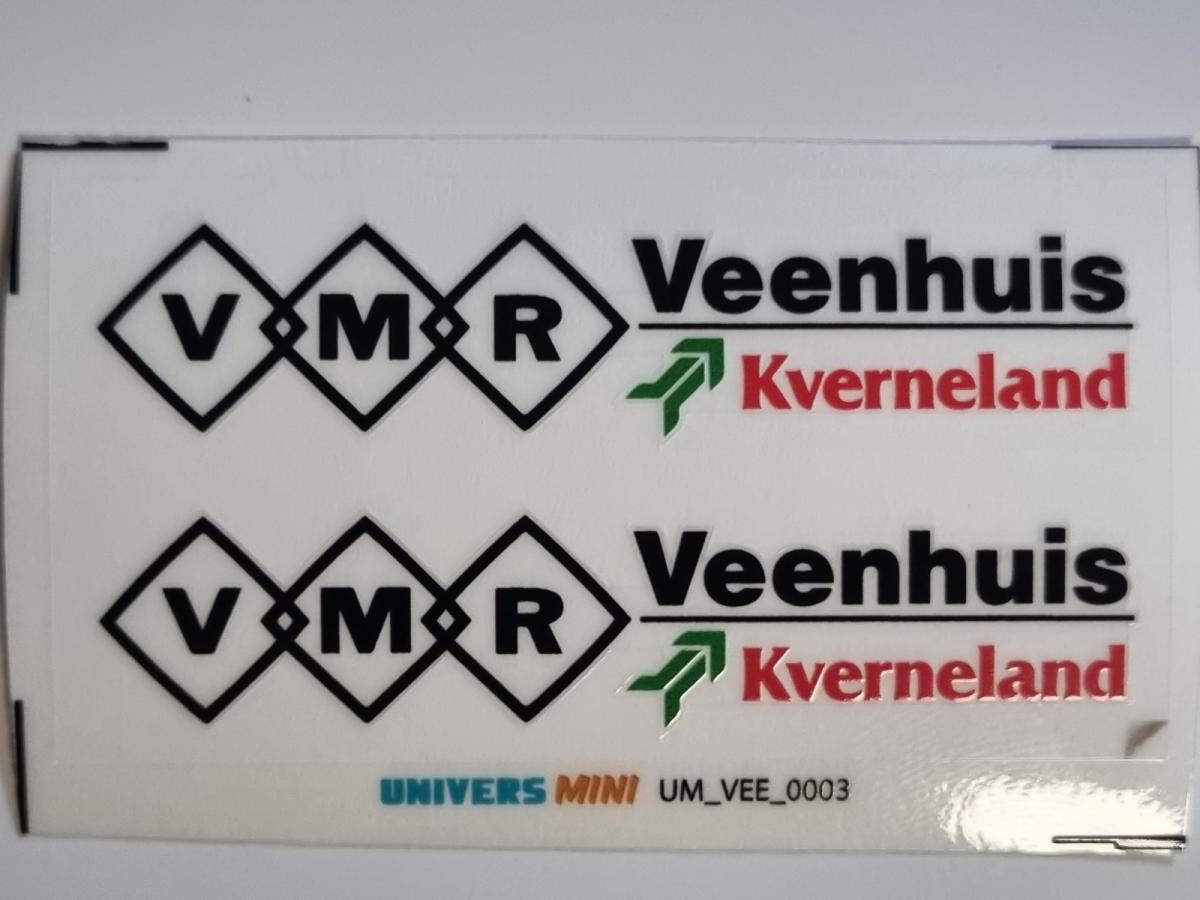 VMR Veenhuis
Kverneland
VMR Veenhuis
Kverneland
UNIVERS MINI UM_VEE_0003